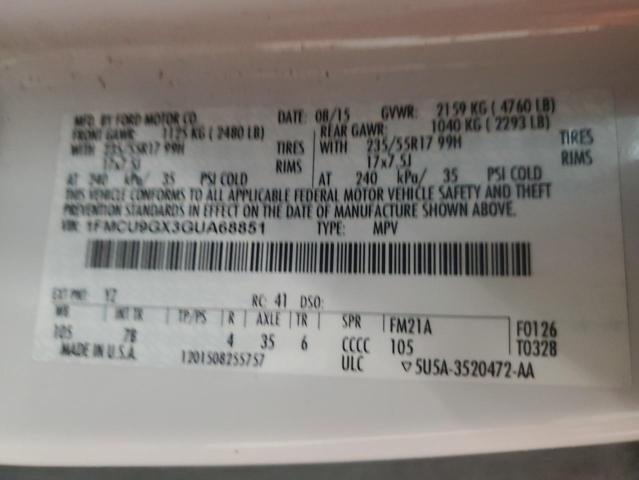 MFD. BY FORD MOTOR CO. DATE: 08/15 GVWR: 2159 KG ( 4760 LB)
FRONT GAWR: 1125 KG ( 2480 LB) REAR GAWR: 1040 KG ( 2293 LB)
235/55R17 99H TIRES WITH 235/55R17 99H TIRES
17x7.5J RIMS 17x7.5J RIMS
AT 240 kPa/ 35 PSI COLD AT 240 kPa/ 35 PSI COLD
THIS VEHICLE CONFORMS TO ALL APPLICABLE FEDERAL MOTOR VEHICLE SAFETY AND THEFT
PREVENTION STANDARDS IN EFFECT ON THE DATE OF MANUFACTURE SHOWN ABOVE.
VIN: 1FMCU9GX3GUA68851 TYPE: MPV
EXT PNT: YZ RC: 41 DSO:
WB INT TR TP/PS R AXLE TR SPR FM21A F0126
105 7B 4 35 6 CCCC 105 T0328
MADE IN U.S.A. 1201508255757 ULC ▽5U5A-3520472-AA